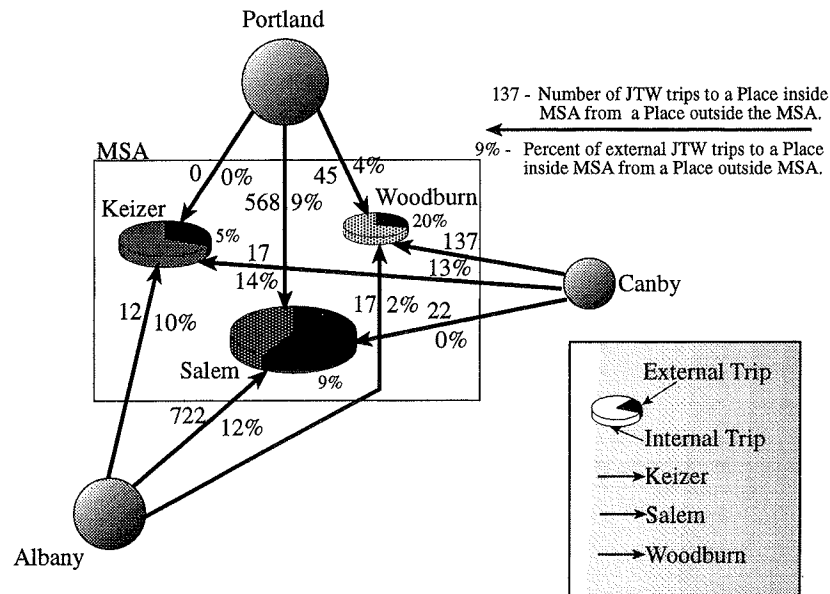 Portland
137 - Number of JTW trips to a Place inside
MSA from a Place outside the MSA.
9% - Percent of external JTW trips to a Place
inside MSA from a Place outside MSA.
MSA
0 0%
568 9%
45 4%
Woodburn
20%
Keizer
5%
137
13%
17
14%
Canby
12 10%
17 2%
22
0%
Salem
9%
722 12%
Albany
External Trip
Internal Trip
Keizer
Salem
Woodburn